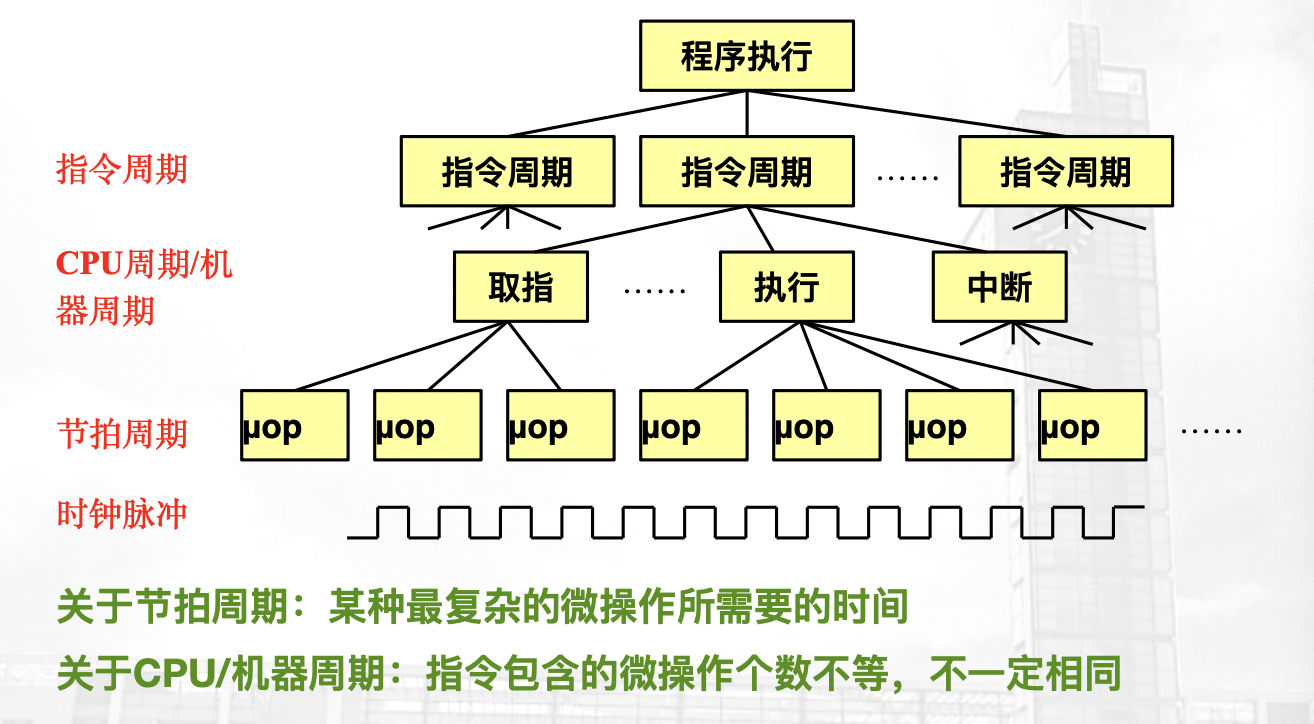 程序执行
指令周期
指令周期 指令周期 …… 指令周期
CPU周期/机
器周期
取指 …… 执行 中断
节拍周期
μop μop μop μop μop μop μop ……
时钟脉冲
关于节拍周期：某种最复杂的微操作所需要的时间
关于CPU/机器周期：指令包含的微操作个数不等，不一定相同